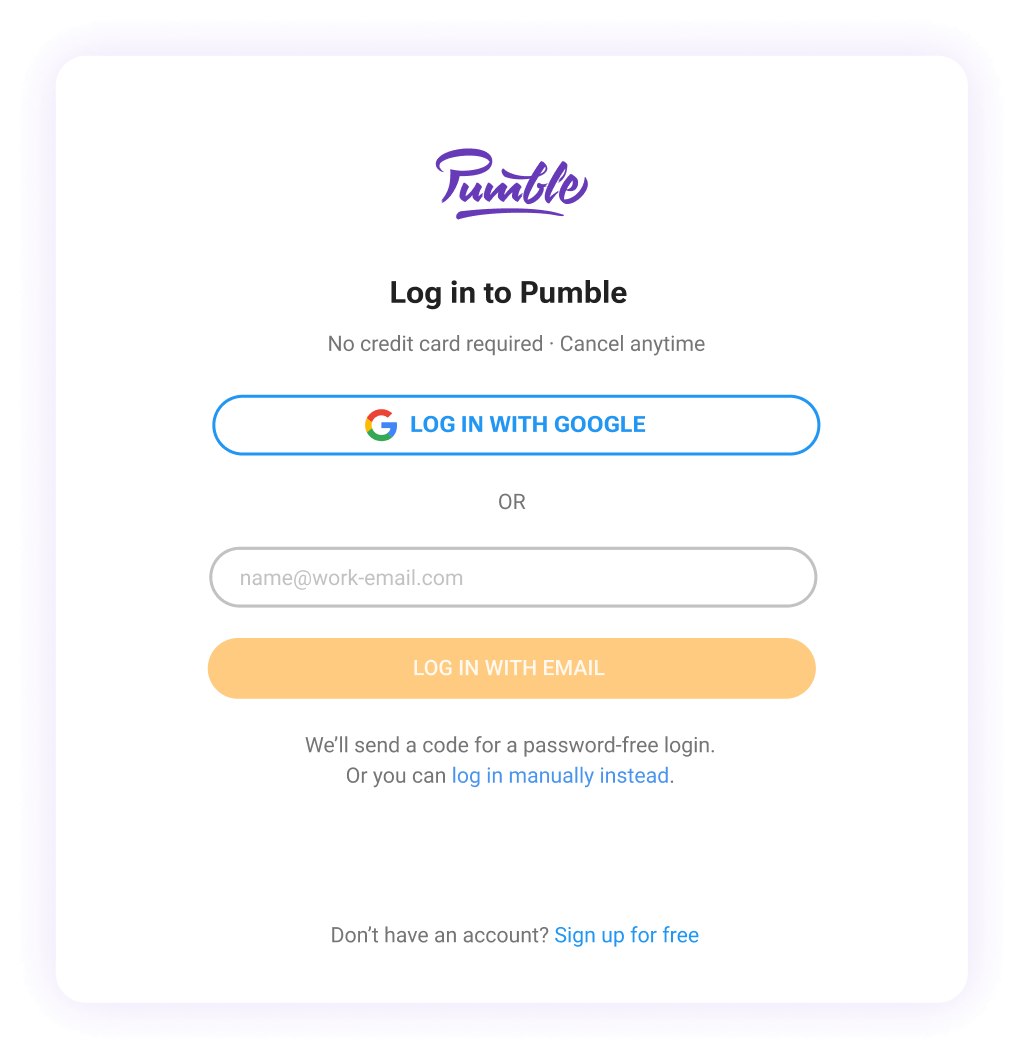 Pumble
Log in to Pumble
No credit card required · Cancel anytime
LOG IN WITH GOOGLE
OR
name@work-email.com
LOG IN WITH EMAIL
We’ll send a code for a password-free login.
Or you can log in manually instead.
Don’t have an account? Sign up for free